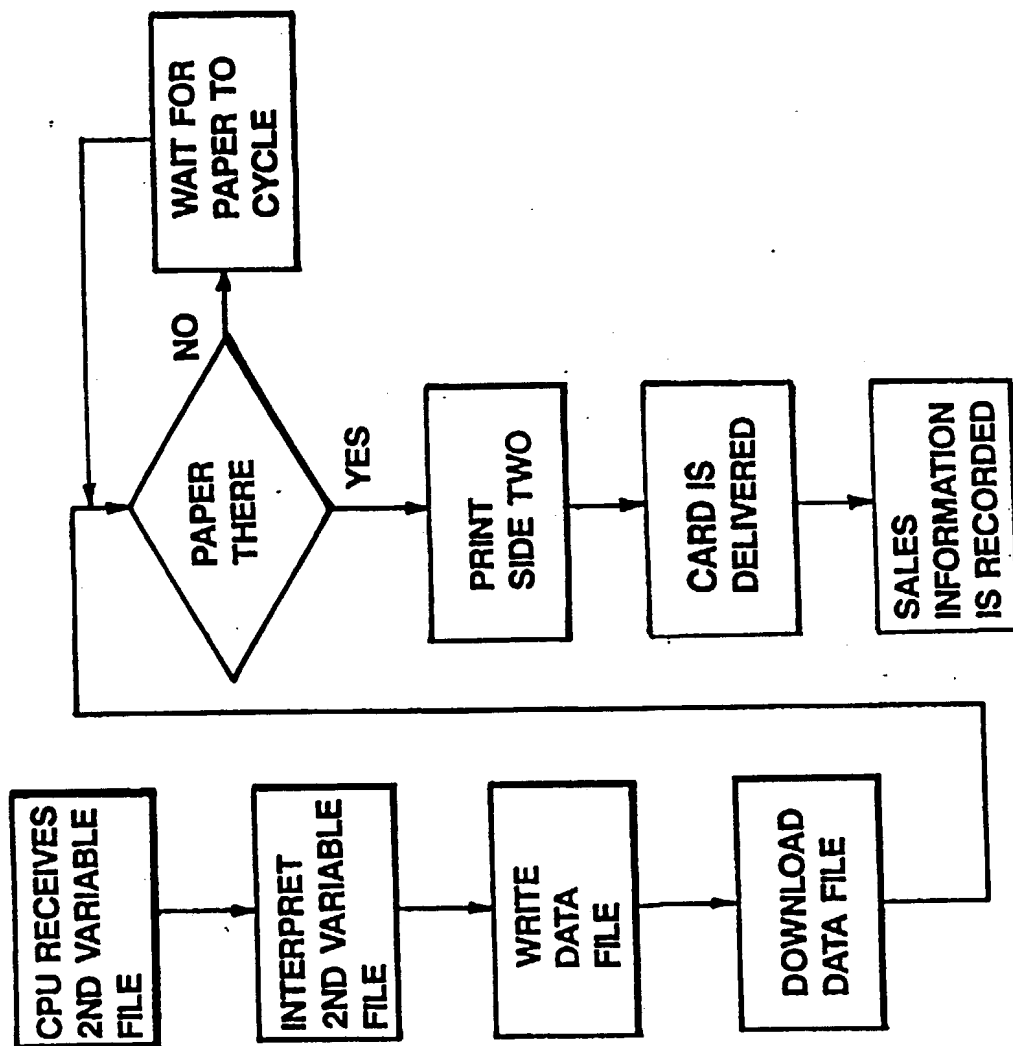 CPU RECEIVES
2ND VARIABLE
FILE
INTERPRET
2ND VARIABLE
FILE
WRITE
DATA
FILE
DOWNLOAD
DATA FILE
PAPER
THERE
NO
WAIT FOR
PAPER TO
CYCLE
YES
PRINT
SIDE TWO
CARD IS
DELIVERED
SALES
INFORMATION
IS RECORDED